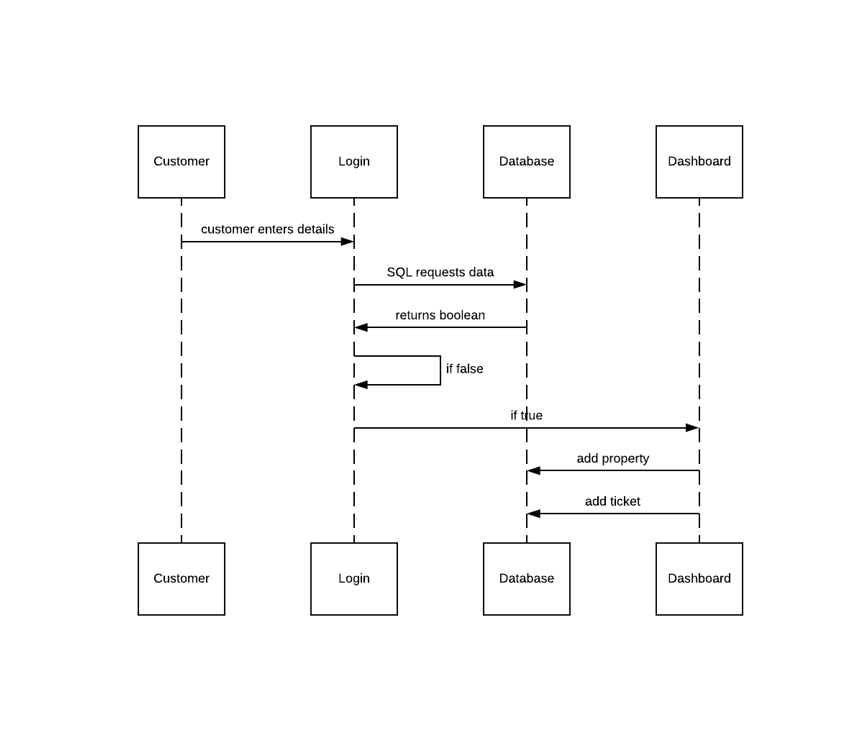 Customer
Login
Database
Dashboard
customer enters details
SQL requests data
returns boolean
if false
if true
add property
add ticket
Customer
Login
Database
Dashboard